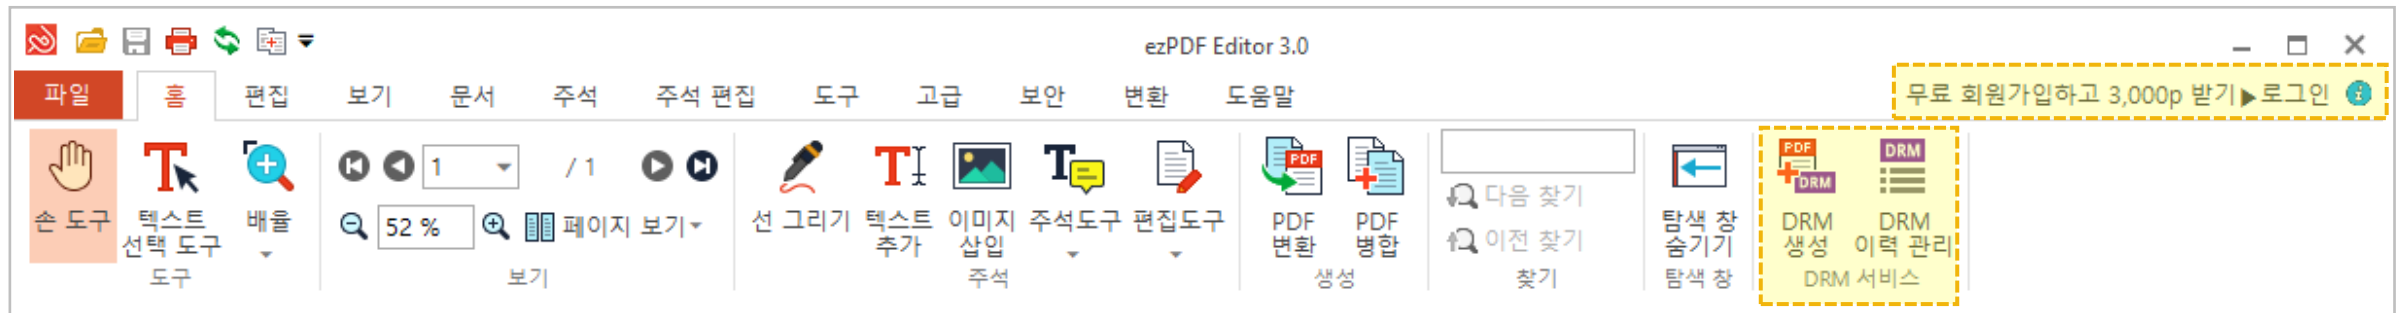 ezPDF Editor 3.0
파일 홈 편집 보기 문서 주석 주석 편집 도구 고급 보안 변환 도움말 무료 회원가입하고 3,000p 받기▶로그인
1 / 1
다음 찾기
손 도구 텍스트 선택 도구 배율 52 % 페이지 보기 선 그리기 텍스트 추가 이미지 삽입 주석도구 편집도구 PDF 변환 PDF 병합 이전 찾기 탐색 창 숨기기 PDF DRM DRM 생성 DRM DRM 이력 관리
도구 보기 주석 생성 찾기 탐색 창 DRM 서비스